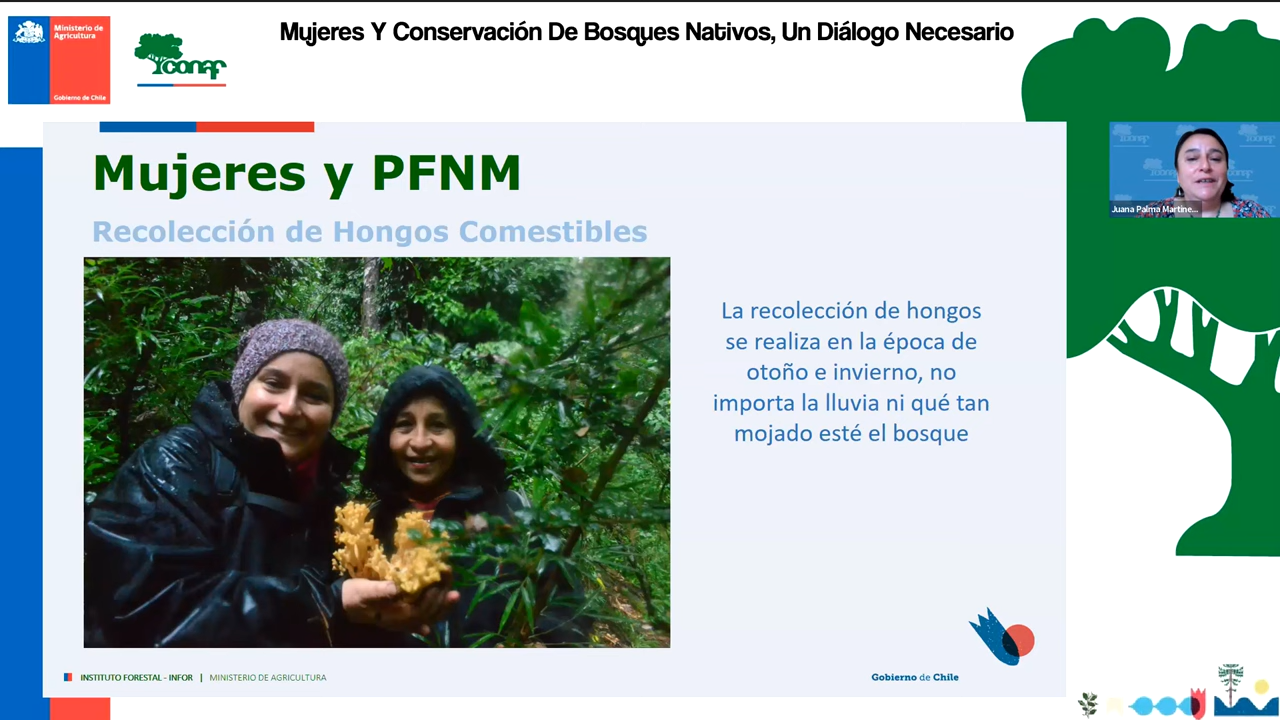 Mujeres Y Conservación De Bosques Nativos, Un Diálogo Necesario
Ministerio de
Agricultura
Gobierno de Chile
conaf
Mujeres y PFNM
Recolección de Hongos Comestibles
La recolección de hongos
se realiza en la época de
otoño e invierno, no
importa la lluvia ni qué tan
mojado esté el bosque
Juana Palma Martine...
INSTITUTO FORESTAL - INFOR | MINISTERIO DE AGRICULTURA
Gobierno de Chile